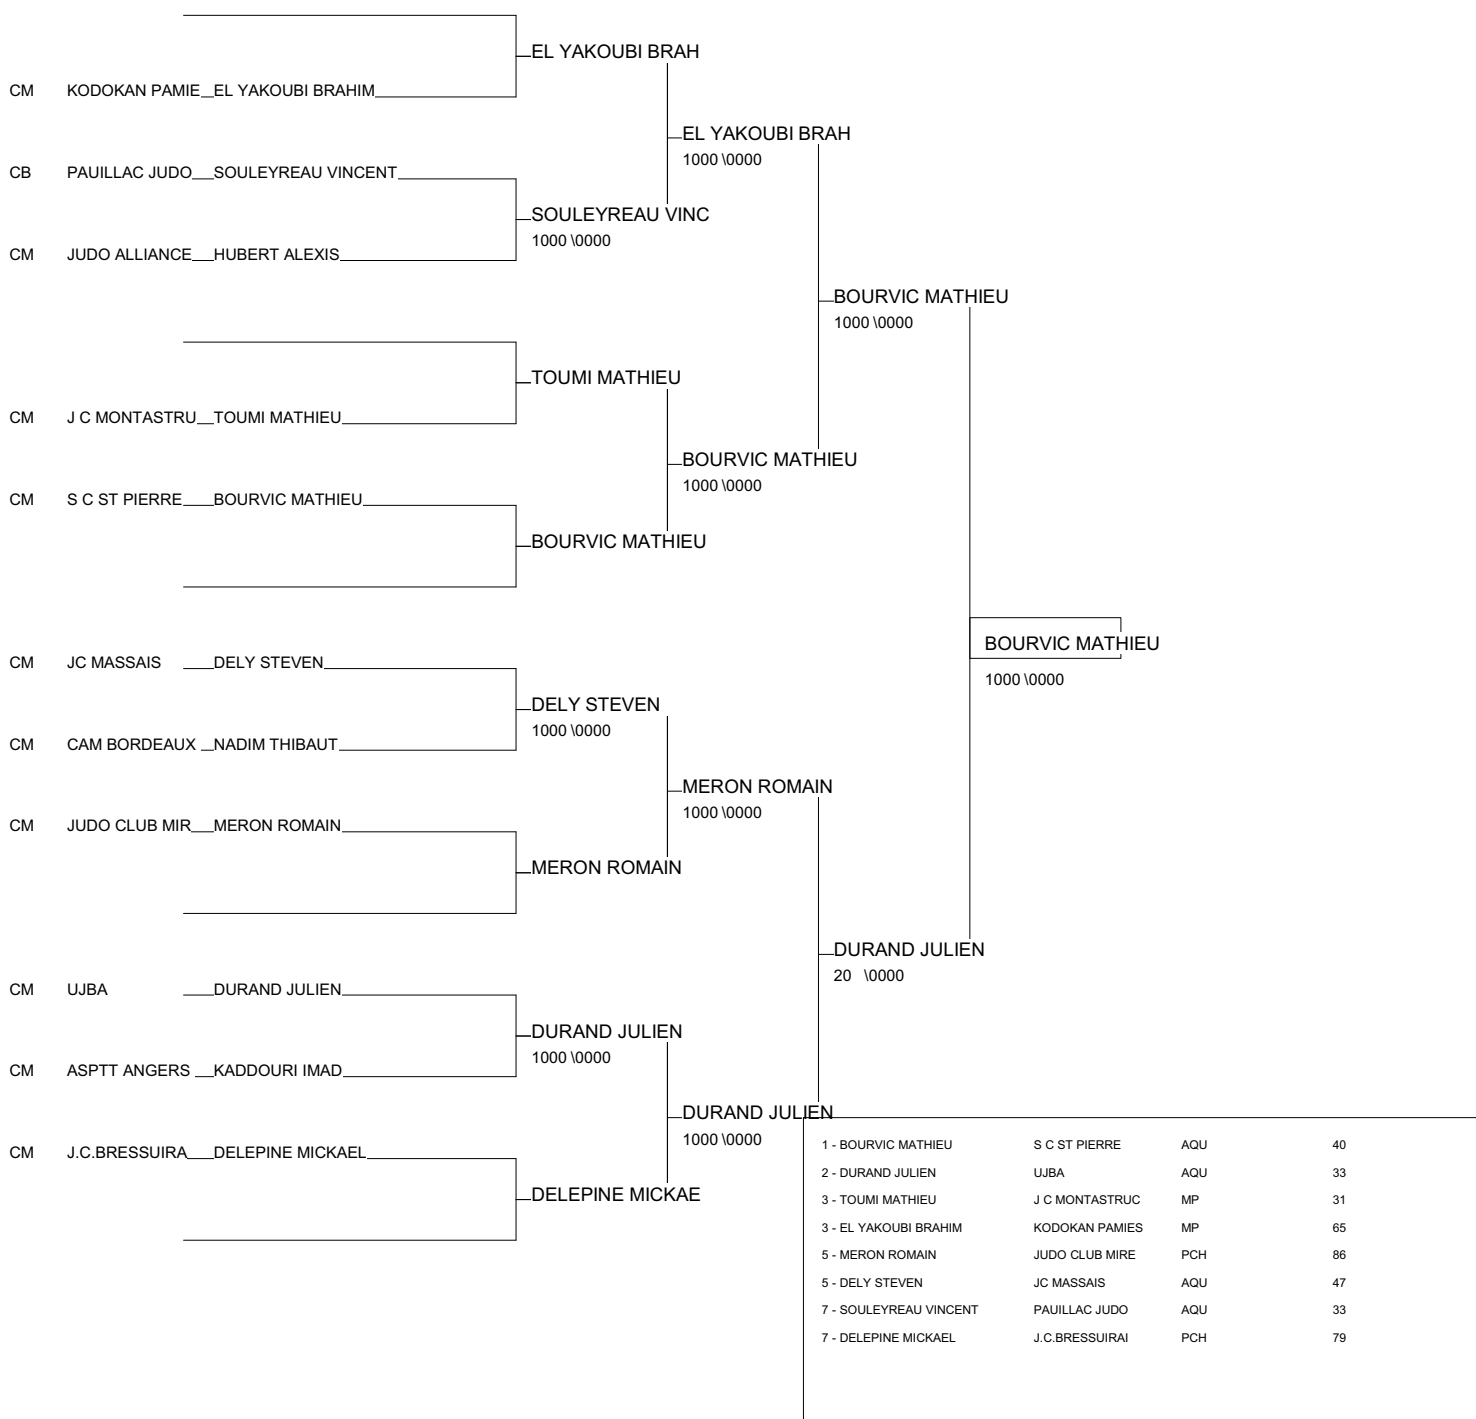 EL YAKOUBI BRAH
CM KODOKAN PAMIE EL YAKOUBI BRAHIM
EL YAKOUBI BRAH
1000 \0000
CB PAUILLAC JUDO SOULEYREAU VINCENT
SOULEYREAU VINC
1000 \0000
CM JUDO ALLIANCE HUBERT ALEXIS
BOURVIC MATHIEU
1000 \0000
TOUMI MATHIEU
CM J C MONTASTRU TOUMI MATHIEU
BOURVIC MATHIEU
1000 \0000
CM S C ST PIERRE BOURVIC MATHIEU
BOURVIC MATHIEU
BOURVIC MATHIEU
1000 \0000
CM JC MASSAIS DELY STEVEN
DELY STEVEN
1000 \0000
CM CAM BORDEAUX NADIM THIBAUT
MERON ROMAIN
1000 \0000
CM JUDO CLUB MIR MERON ROMAIN
MERON ROMAIN
DURAND JULIEN
20 \0000
CM UJBA DURAND JULIEN
DURAND JULIEN
1000 \0000
CM ASPTT ANGERS KADDOURI IMAD
DURAND JULIEN
1000 \0000
CM J.C.BRESSUIRA DELEPINE MICKAEL
DELEPINE MICKAE
1 - BOURVIC MATHIEU S C ST PIERRE AQU 40
2 - DURAND JULIEN UJBA AQU 33
3 - TOUMI MATHIEU J C MONTASTRUC MP 31
3 - EL YAKOUBI BRAHIM KODOKAN PAMIES MP 65
5 - MERON ROMAIN JUDO CLUB MIRE PCH 86
5 - DELY STEVEN JC MASSAIS AQU 47
7 - SOULEYREAU VINCENT PAUILLAC JUDO AQU 33
7 - DELEPINE MICKAEL J.C.BRESSUIRAI PCH 79